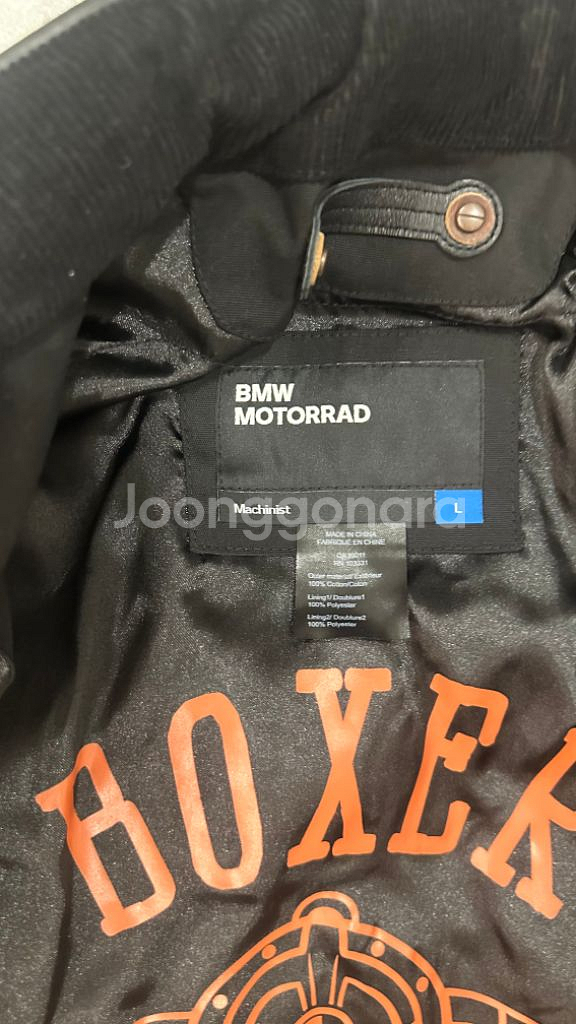 BMW
MOTORRAD
Joonggonara
Machinist
L
MADE IN CHINA
FABRIQUÉ EN CHINE
Outer material/ Extérieur
100% Cotton/Coton
Lining1/ Doublure1
100% Polyester
Lining2/ Doublure2
100% Polyester
BOXER